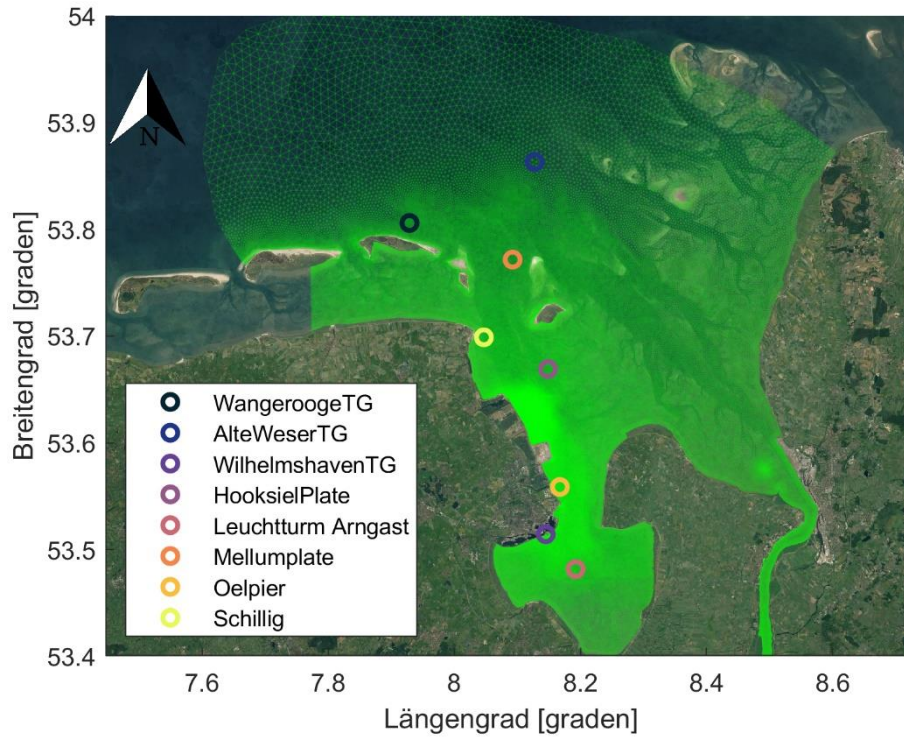 54
53.9
53.8
53.7
53.6
53.5
53.4
Breitengrad [graden]
N
WangeroogeTG
AlteWeserTG
WilhelmshavenTG
HooksielPlate
Leuchtturm Arngast
Mellumplate
Oelpier
Schillig
7.6 7.8 8 8.2 8.4 8.6
Längengrad [graden]